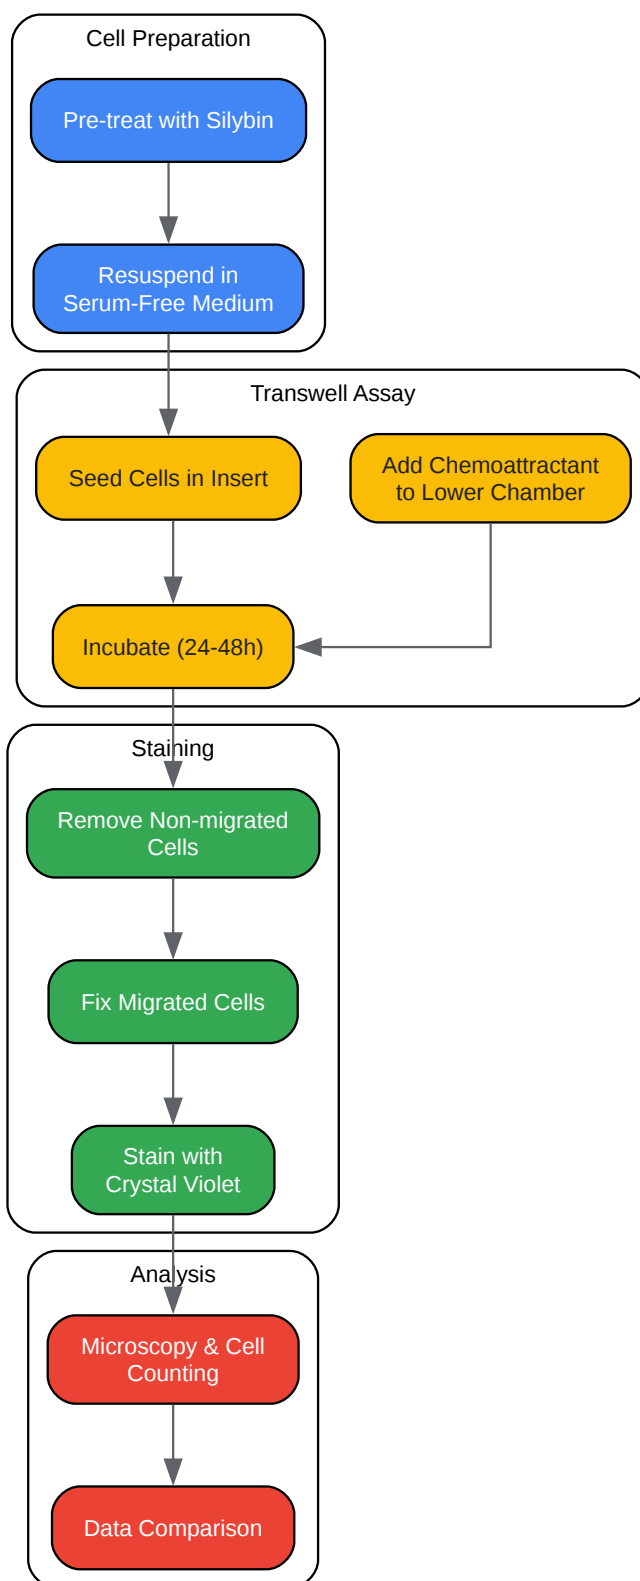 Cell Preparation
Pre-treat with Silybin
Resuspend in
Serum-Free Medium
Transwell Assay
Seed Cells in Insert
Add Chemoattractant
to Lower Chamber
Incubate (24-48h)
Staining
Remove Non-migrated
Cells
Fix Migrated Cells
Stain with
Crystal Violet
Analysis
Microscopy & Cell
Counting
Data Comparison